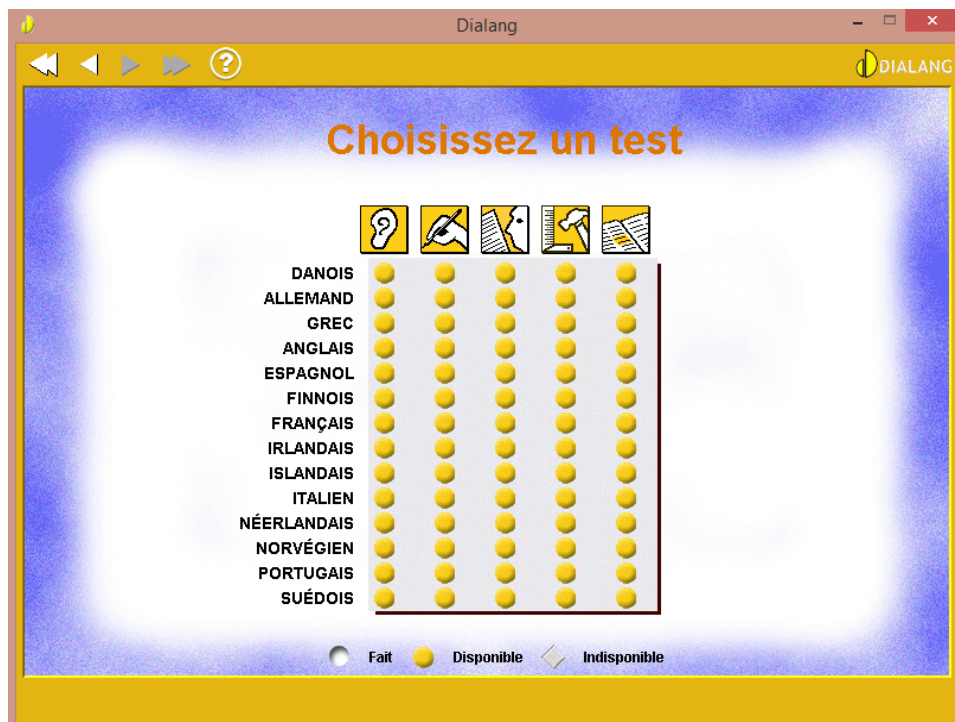 Dialang
DIALANG
Choisissez un test
DANOIS
ALLEMAND
GREC
ANGLAIS
ESPAGNOL
FINNOIS
FRANÇAIS
IRLANDAIS
ISLANDAIS
ITALIEN
NÉERLANDAIS
NORVÉGIEN
PORTUGAIS
SUÉDOIS
Fait Disponible Indisponible